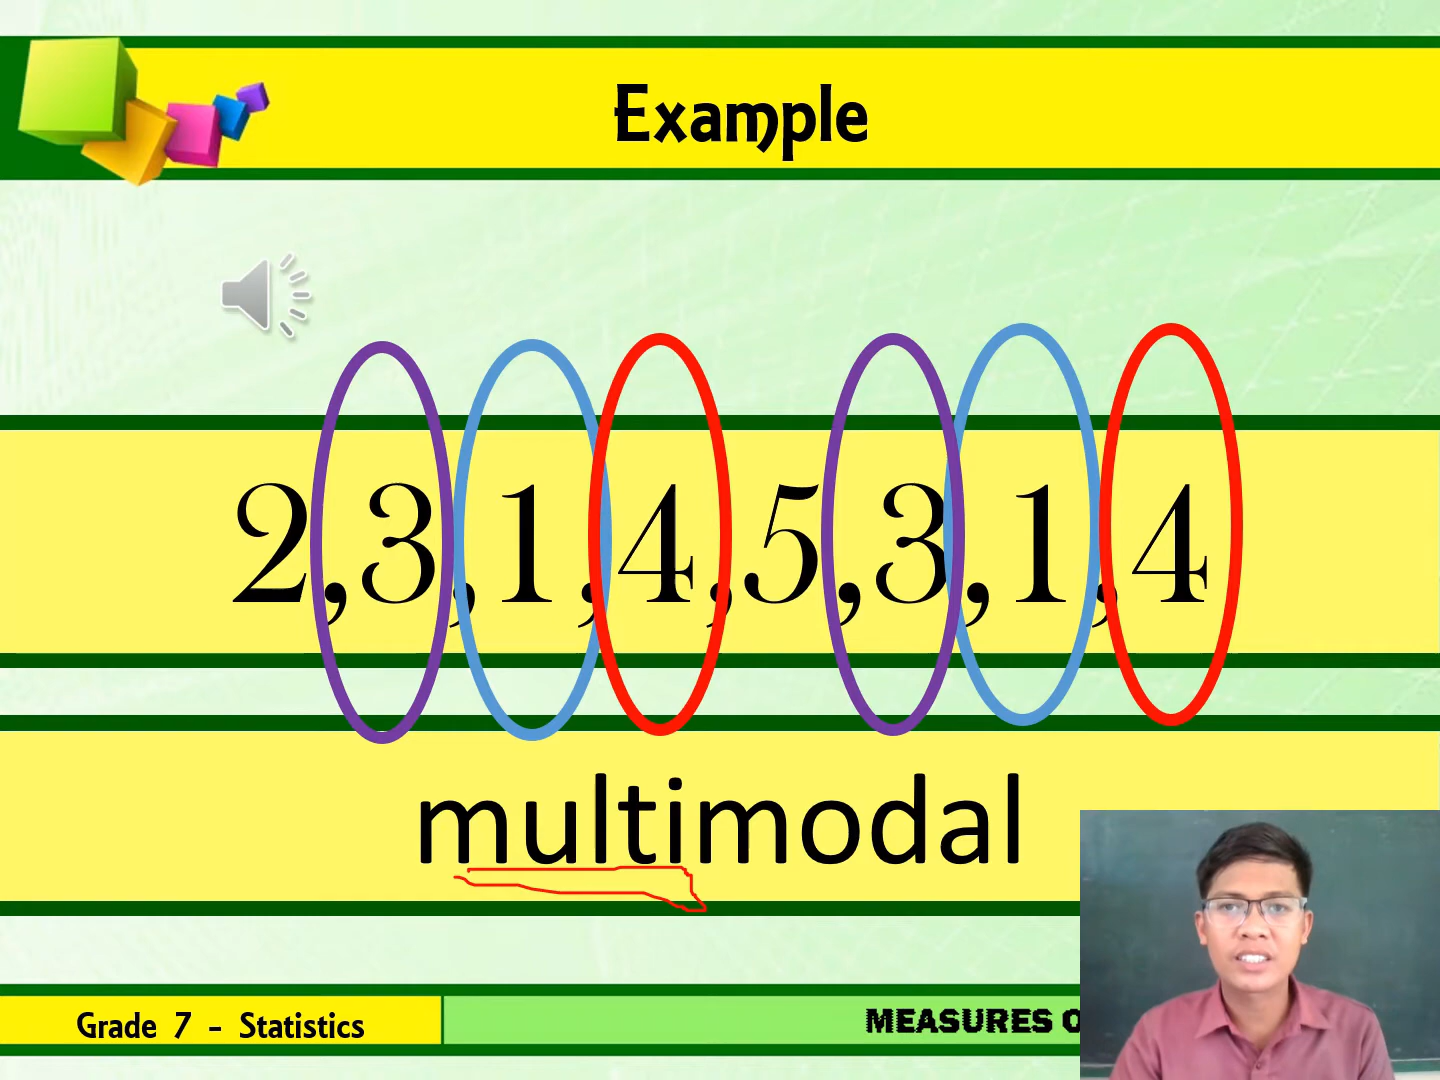 Example
2,3,1,4,5,3,1,4
multimodal
Grade 7 - Statistics
MEASURES O